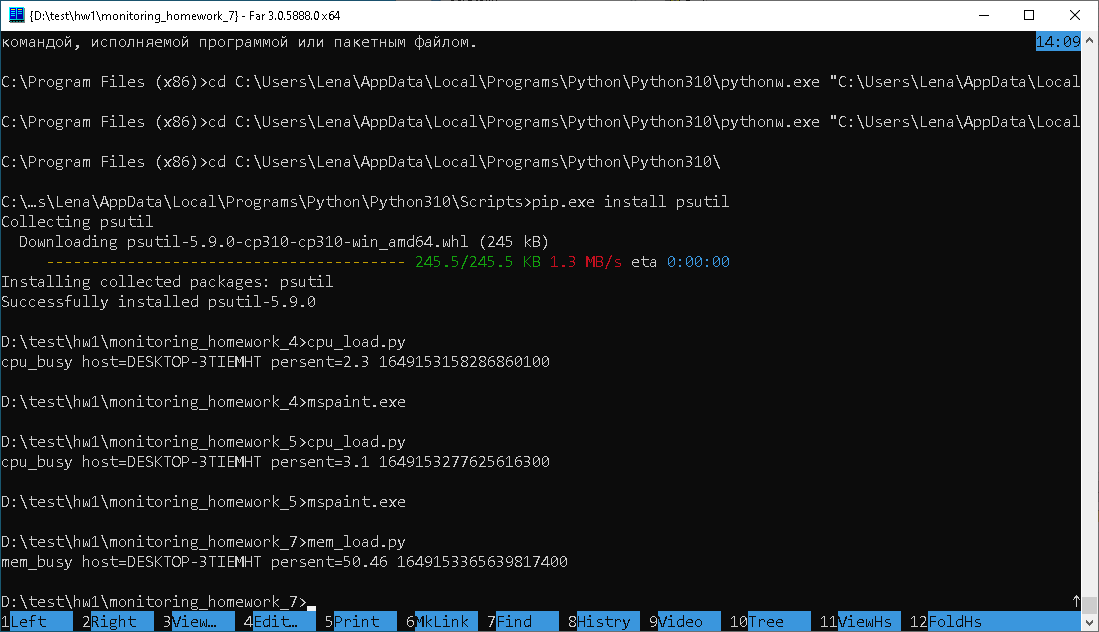 {D:\test\hw1\monitoring_homework_7} - Far 3.0.5888.0 x64
командой, исполняемой программой или пакетным файлом.
14:09
C:\Program Files (x86)>cd C:\Users\Lena\AppData\Local\Programs\Python\Python310\pythonw.exe "C:\Users\Lena\AppData\Local
C:\Program Files (x86)>cd C:\Users\Lena\AppData\Local\Programs\Python\Python310\pythonw.exe "C:\Users\Lena\AppData\Local
C:\Program Files (x86)>cd C:\Users\Lena\AppData\Local\Programs\Python\Python310\
C:\…s\Lena\AppData\Local\Programs\Python\Python310\Scripts>pip.exe install psutil
Collecting psutil
Downloading psutil-5.9.0-cp310-cp310-win_amd64.whl (245 kB)
---------------------------------------- 245.5/245.5 KB 1.3 MB/s eta 0:00:00
Installing collected packages: psutil
Successfully installed psutil-5.9.0
D:\test\hw1\monitoring_homework_4>cpu_load.py
cpu_busy host=DESKTOP-3TIEMHT persent=2.3 1649153158286860100
D:\test\hw1\monitoring_homework_4>mspaint.exe
D:\test\hw1\monitoring_homework_5>cpu_load.py
cpu_busy host=DESKTOP-3TIEMHT persent=3.1 1649153277625616300
D:\test\hw1\monitoring_homework_5>mspaint.exe
D:\test\hw1\monitoring_homework_7>mem_load.py
mem_busy host=DESKTOP-3TIEMHT persent=50.46 1649153365639817400
D:\test\hw1\monitoring_homework_7>
1Left 2Right 3View… 4Edit… 5Print 6MkLink 7Find 8Histry 9Video 10Tree 11ViewHs 12FoldHs